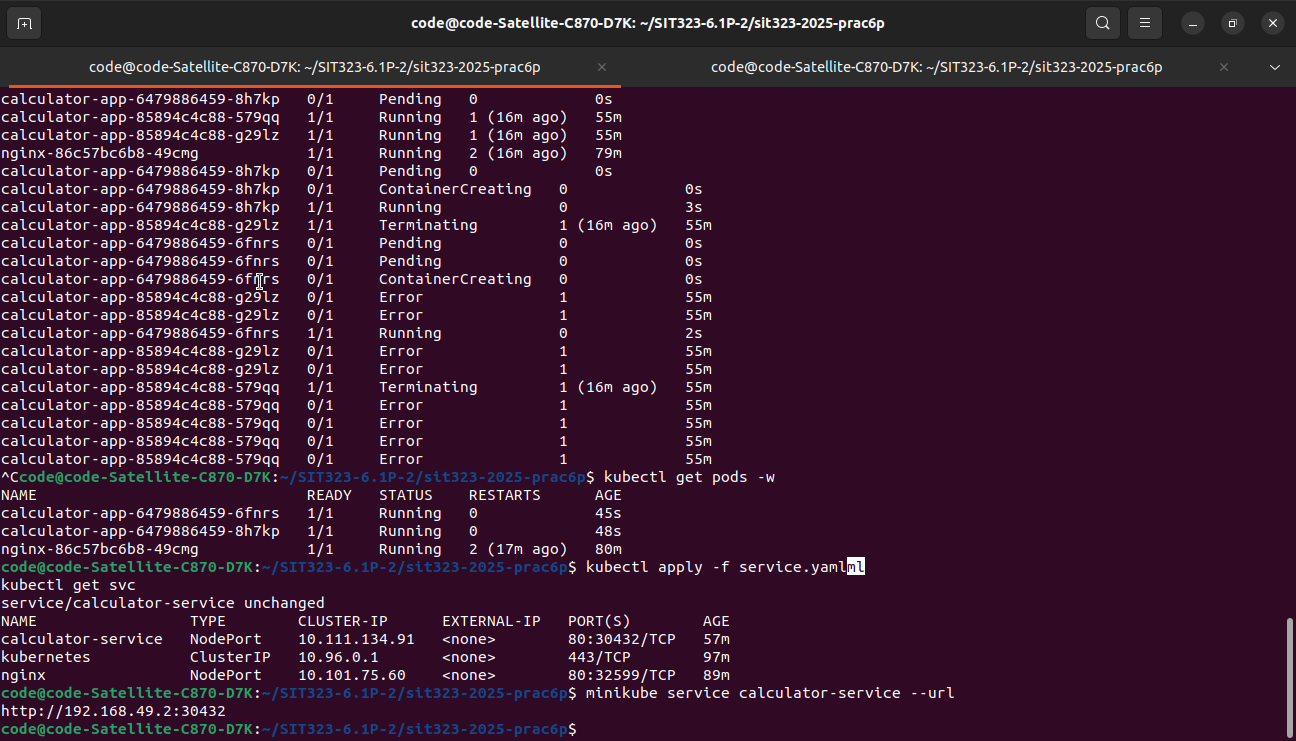 code@code-Satellite-C870-D7K: ~/SIT323-6.1P-2/sit323-2025-prac6p
code@code-Satellite-C870-D7K: ~/SIT323-6.1P-2/sit323-2025-prac6p × code@code-Satellite-C870-D7K: ~/SIT323-6.1P-2/sit323-2025-prac6p ×
calculator-app-6479886459-8h7kp   0/1     Pending   0             0s
calculator-app-85894c4c88-579qq   1/1     Running   1 (16m ago)   55m
calculator-app-85894c4c88-g29lz   1/1     Running   1 (16m ago)   55m
nginx-86c57bc6b8-49cmg            1/1     Running   2 (16m ago)   79m
calculator-app-6479886459-8h7kp   0/1     Pending   0             0s
calculator-app-6479886459-8h7kp   0/1     ContainerCreating   0             0s
calculator-app-6479886459-8h7kp   1/1     Running             0             3s
calculator-app-85894c4c88-g29lz   1/1     Terminating         1 (16m ago)   55m
calculator-app-6479886459-6fnrs   0/1     Pending             0             0s
calculator-app-6479886459-6fnrs   0/1     Pending             0             0s
calculator-app-6479886459-6fnrs   0/1     ContainerCreating   0             0s
calculator-app-85894c4c88-g29lz   0/1     Error               1             55m
calculator-app-85894c4c88-g29lz   0/1     Error               1             55m
calculator-app-6479886459-6fnrs   1/1     Running             0             2s
calculator-app-85894c4c88-g29lz   0/1     Error               1             55m
calculator-app-85894c4c88-g29lz   0/1     Error               1             55m
calculator-app-85894c4c88-579qq   1/1     Terminating         1 (16m ago)   55m
calculator-app-85894c4c88-579qq   0/1     Error               1             55m
calculator-app-85894c4c88-579qq   0/1     Error               1             55m
calculator-app-85894c4c88-579qq   0/1     Error               1             55m
calculator-app-85894c4c88-579qq   0/1     Error               1             55m
^Ccode@code-Satellite-C870-D7K:~/SIT323-6.1P-2/sit323-2025-prac6p$ kubectl get pods -w
NAME                              READY   STATUS    RESTARTS      AGE
calculator-app-6479886459-6fnrs   1/1     Running   0             45s
calculator-app-6479886459-8h7kp   1/1     Running   0             48s
nginx-86c57bc6b8-49cmg            1/1     Running   2 (17m ago)   80m
code@code-Satellite-C870-D7K:~/SIT323-6.1P-2/sit323-2025-prac6p$ kubectl apply -f service.yamlml
kubectl get svc
service/calculator-service unchanged
NAME                 TYPE        CLUSTER-IP      EXTERNAL-IP   PORT(S)        AGE
calculator-service   NodePort    10.111.134.91   <none>        80:30432/TCP   57m
kubernetes           ClusterIP   10.96.0.1       <none>        443/TCP        97m
nginx                NodePort    10.101.75.60    <none>        80:32599/TCP   89m
code@code-Satellite-C870-D7K:~/SIT323-6.1P-2/sit323-2025-prac6p$ minikube service calculator-service --url
http://192.168.49.2:30432
code@code-Satellite-C870-D7K:~/SIT323-6.1P-2/sit323-2025-prac6p$